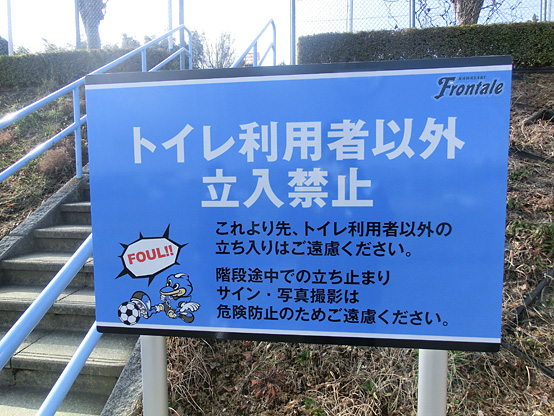 KAWASAKI
Frontale
トイレ利用者以外
立入禁止
これより先、トイレ利用者以外の
立ち入りはご遠慮ください。
FOUL!!
階段途中での立ち止まり
サイン・写真撮影は
危険防止のためご遠慮ください。